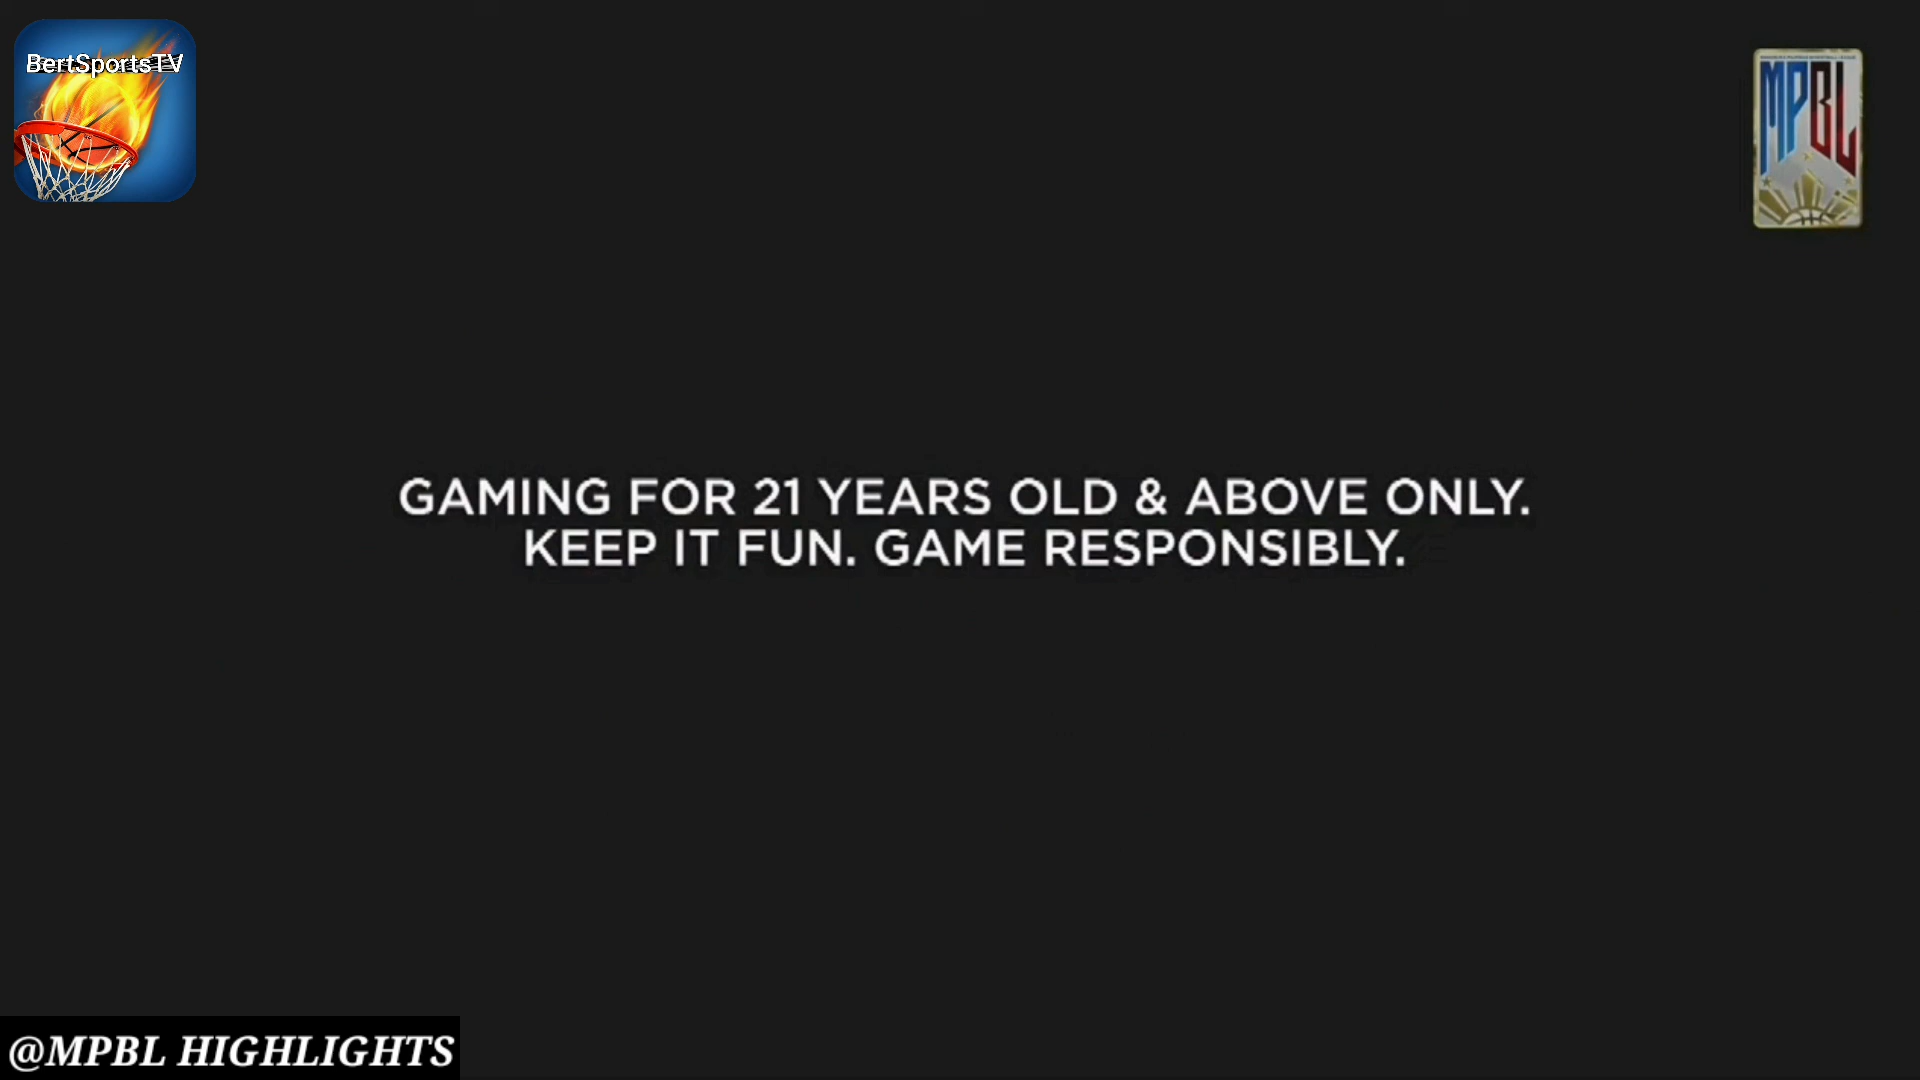 BertSportsTV
MPBL
GAMING FOR 21 YEARS OLD & ABOVE ONLY.
KEEP IT FUN. GAME RESPONSIBLY.
@MPBL HIGHLIGHTS